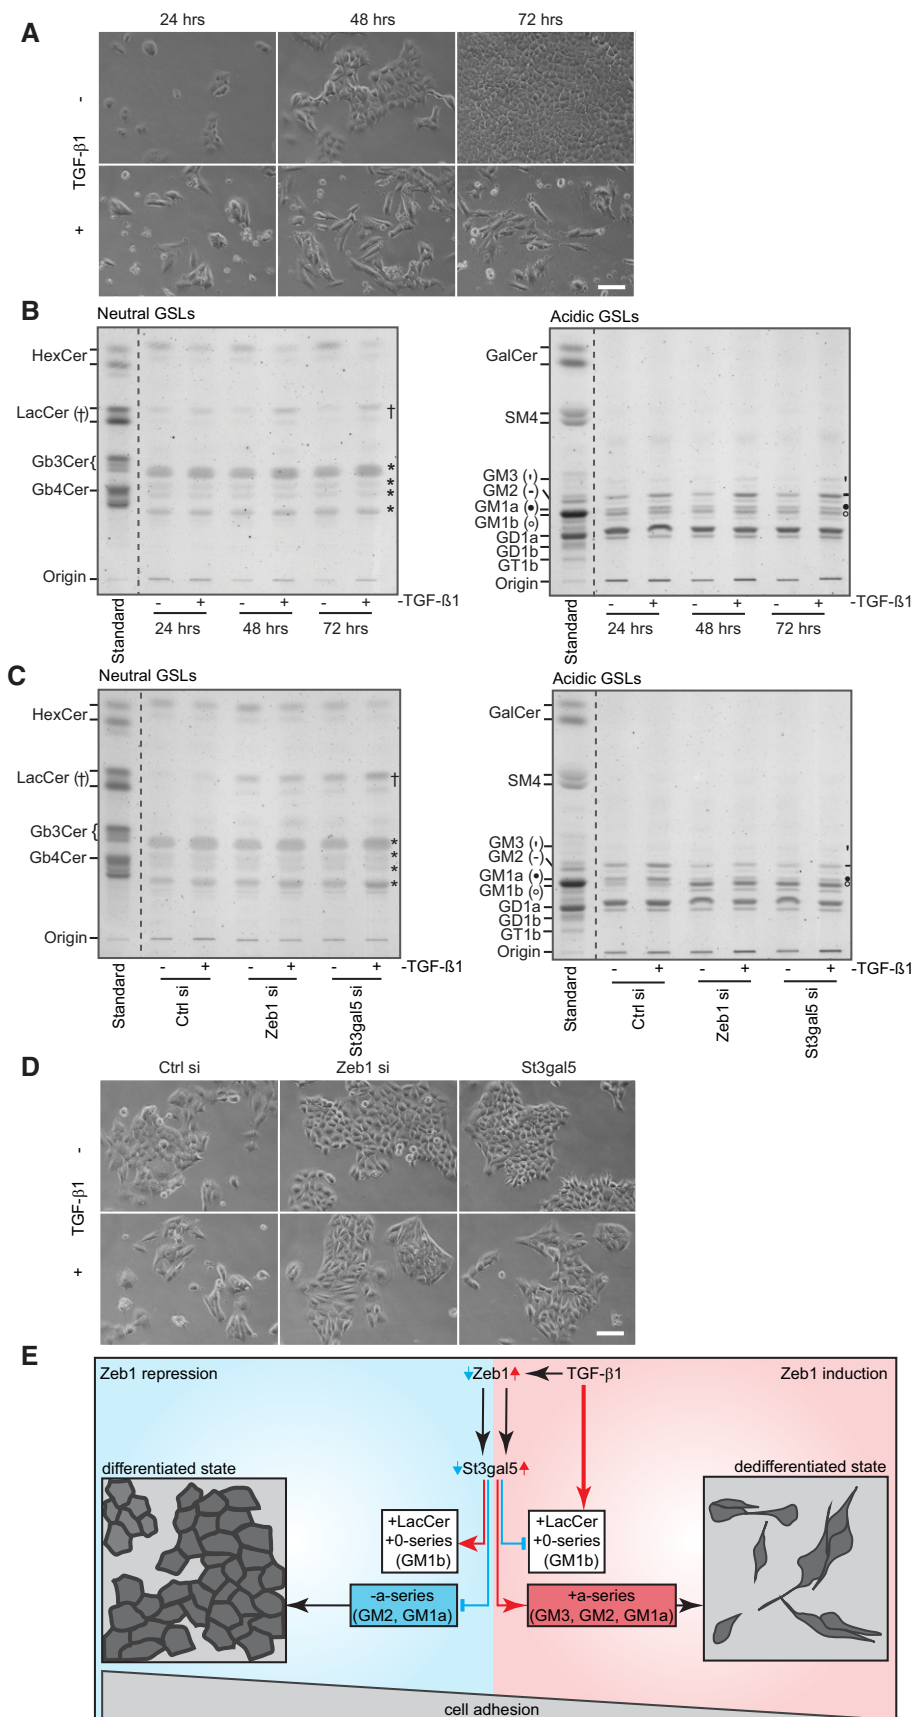 A
24 hrs
48 hrs
72 hrs
TGF-β1
-
+
B
Neutral GSLs
HexCer
LacCer (†)
Gb3Cer{
Gb4Cer
Origin
†
*
*
*
*
Standard
- + - + - + -TGF-ß1
24 hrs 48 hrs 72 hrs
Acidic GSLs
GalCer
SM4
GM3 (')
GM2 (-)
GM1a (●)
GM1b (○)
GD1a
GD1b
GT1b
Origin
'
-
●
○
Standard
- + - + - + -TGF-ß1
24 hrs 48 hrs 72 hrs
C
Neutral GSLs
HexCer
LacCer (†)
Gb3Cer{
Gb4Cer
Origin
†
*
*
*
*
Standard
- + - + - + -TGF-ß1
Ctrl si
Zeb1 si
St3gal5 si
Acidic GSLs
GalCer
SM4
GM3 (')
GM2 (-)
GM1a (●)
GM1b (○)
GD1a
GD1b
GT1b
Origin
'
-
●
○
Standard
- + - + - + -TGF-ß1
Ctrl si
Zeb1 si
St3gal5 si
D
Ctrl si
Zeb1 si
St3gal5
TGF-β1
-
+
E
Zeb1 repression
Zeb1
TGF-β1
Zeb1 induction
St3gal5
differentiated state
dedifferentiated state
+LacCer
+0-series
(GM1b)
+LacCer
+0-series
(GM1b)
-a-series
(GM2, GM1a)
+a-series
(GM3, GM2, GM1a)
cell adhesion